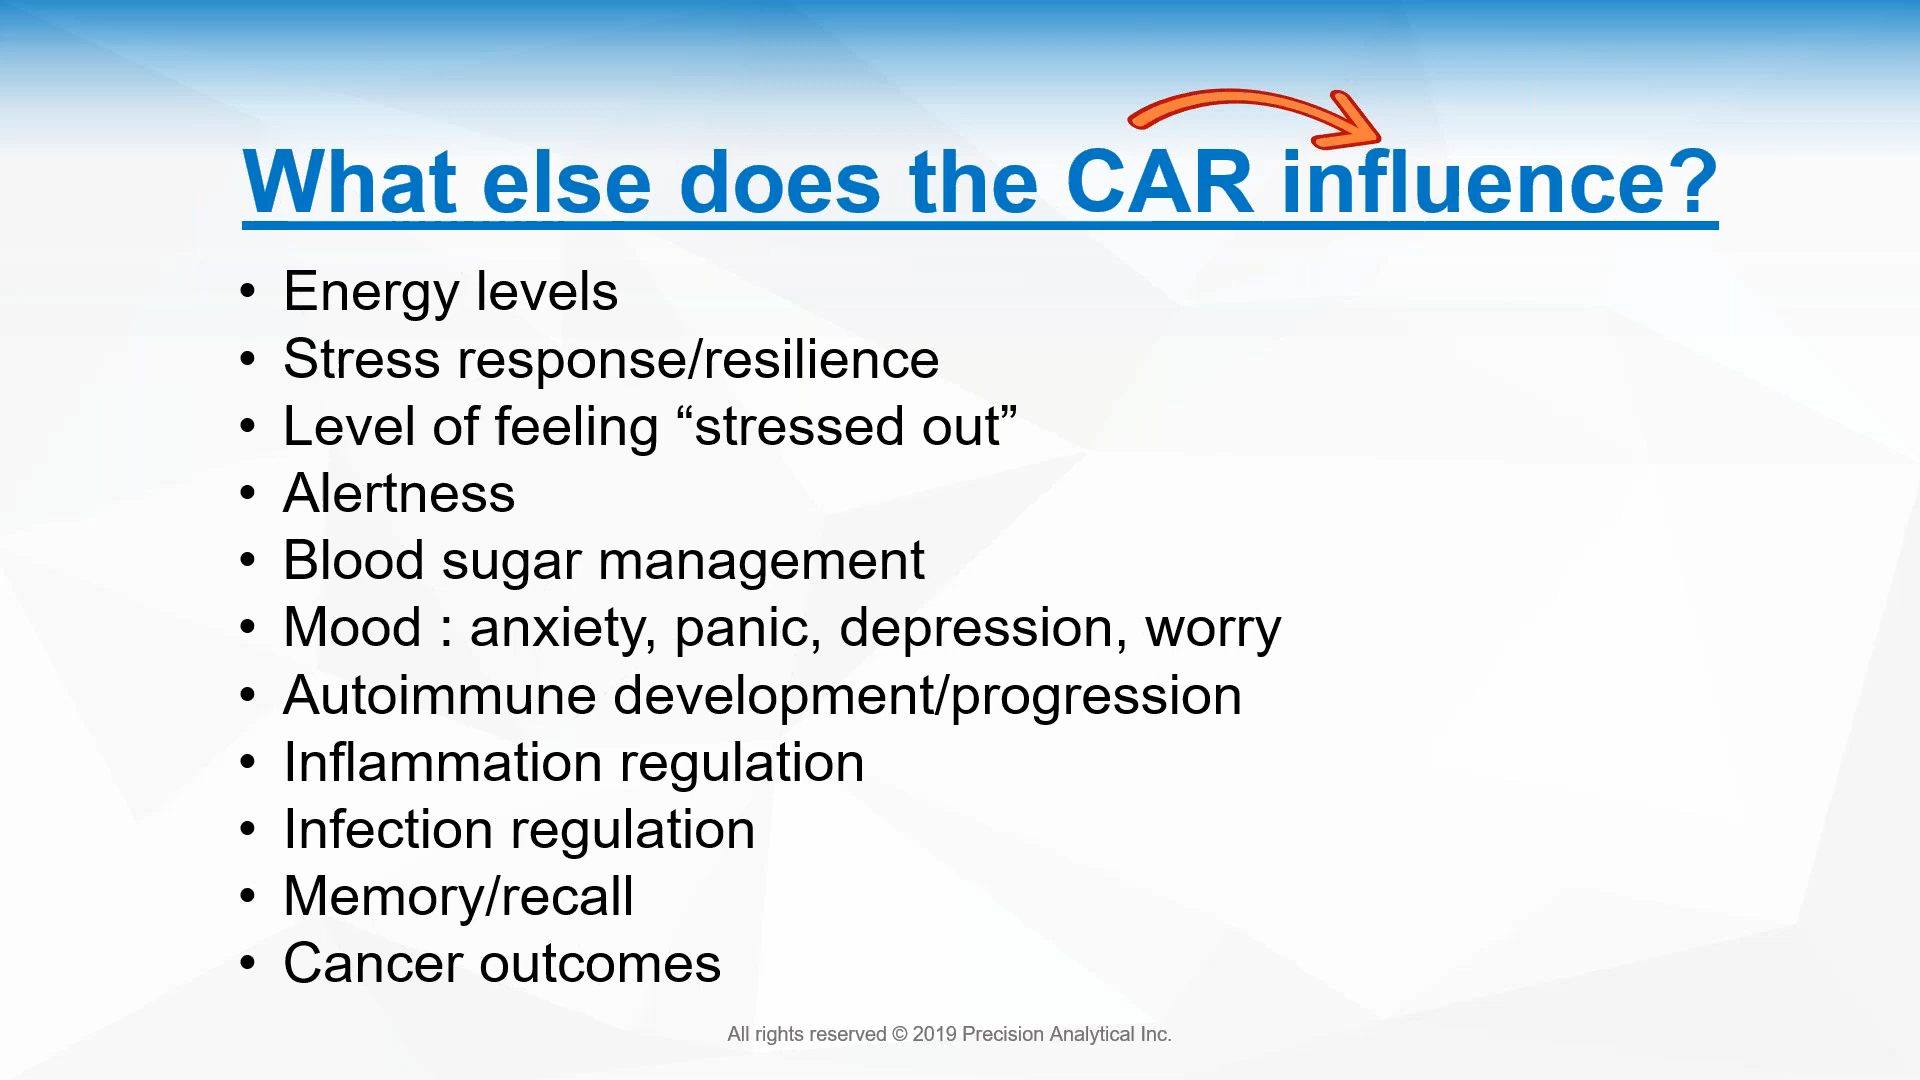 What else does the CAR influence?
• Energy levels
• Stress response/resilience
• Level of feeling “stressed out”
• Alertness
• Blood sugar management
• Mood : anxiety, panic, depression, worry
• Autoimmune development/progression
• Inflammation regulation
• Infection regulation
• Memory/recall
• Cancer outcomes
All rights reserved © 2019 Precision Analytical Inc.